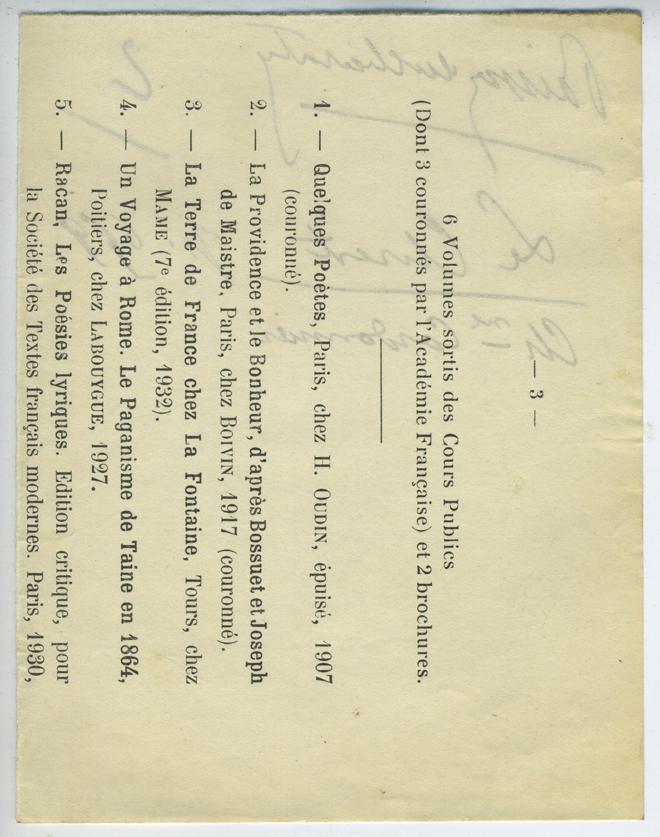 — 3 —
6 Volumes sortis des Cours Publics
(Dont 3 couronnés par l'Académie Française) et 2 brochures.
1. — Quelques Poètes, Paris, chez H. OUDIN, épuisé, 1907
(couronné).
2. — La Providence et le Bonheur, d'après Bossuet et Joseph
de Maistre, Paris, chez BOIVIN, 1917 (couronné).
3. — La Terre de France chez La Fontaine, Tours, chez
MAME (7e édition, 1932).
4. — Un Voyage à Rome. Le Paganisme de Taine en 1864,
Poitiers, chez LABOUYGUE, 1927.
5. — Racan, Les Poésies lyriques. Edition critique, pour
la Société des Textes français modernes. Paris, 1930,